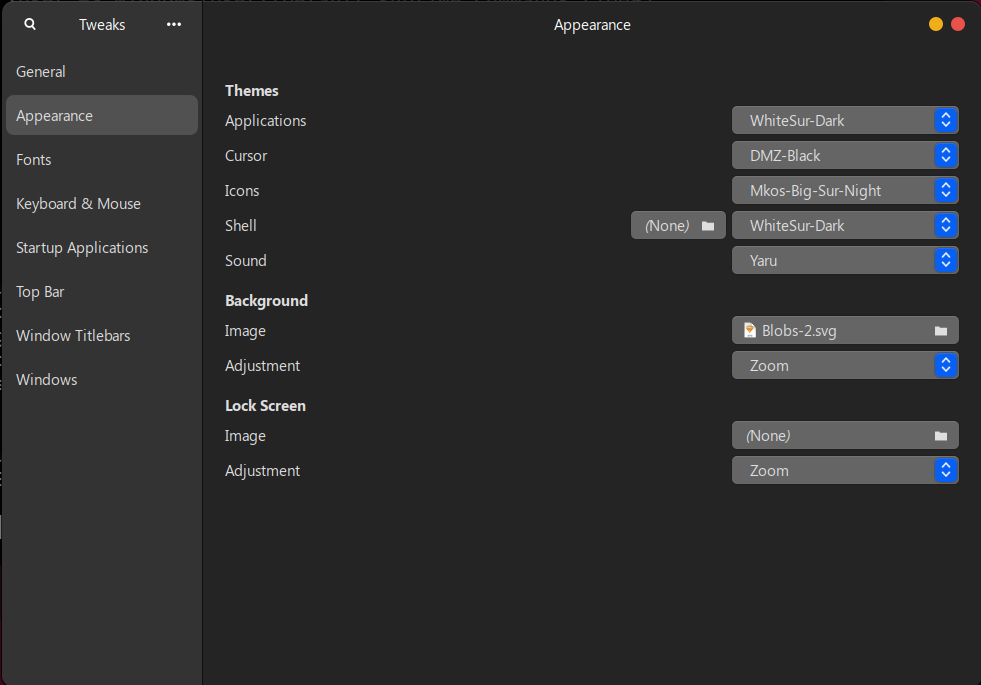 Tweaks
Appearance
General
Appearance
Fonts
Keyboard & Mouse
Startup Applications
Top Bar
Window Titlebars
Windows
Themes
Applications WhiteSur-Dark
Cursor DMZ-Black
Icons Mkos-Big-Sur-Night
Shell (None) WhiteSur-Dark
Sound Yaru
Background
Image Blobs-2.svg
Adjustment Zoom
Lock Screen
Image (None)
Adjustment Zoom